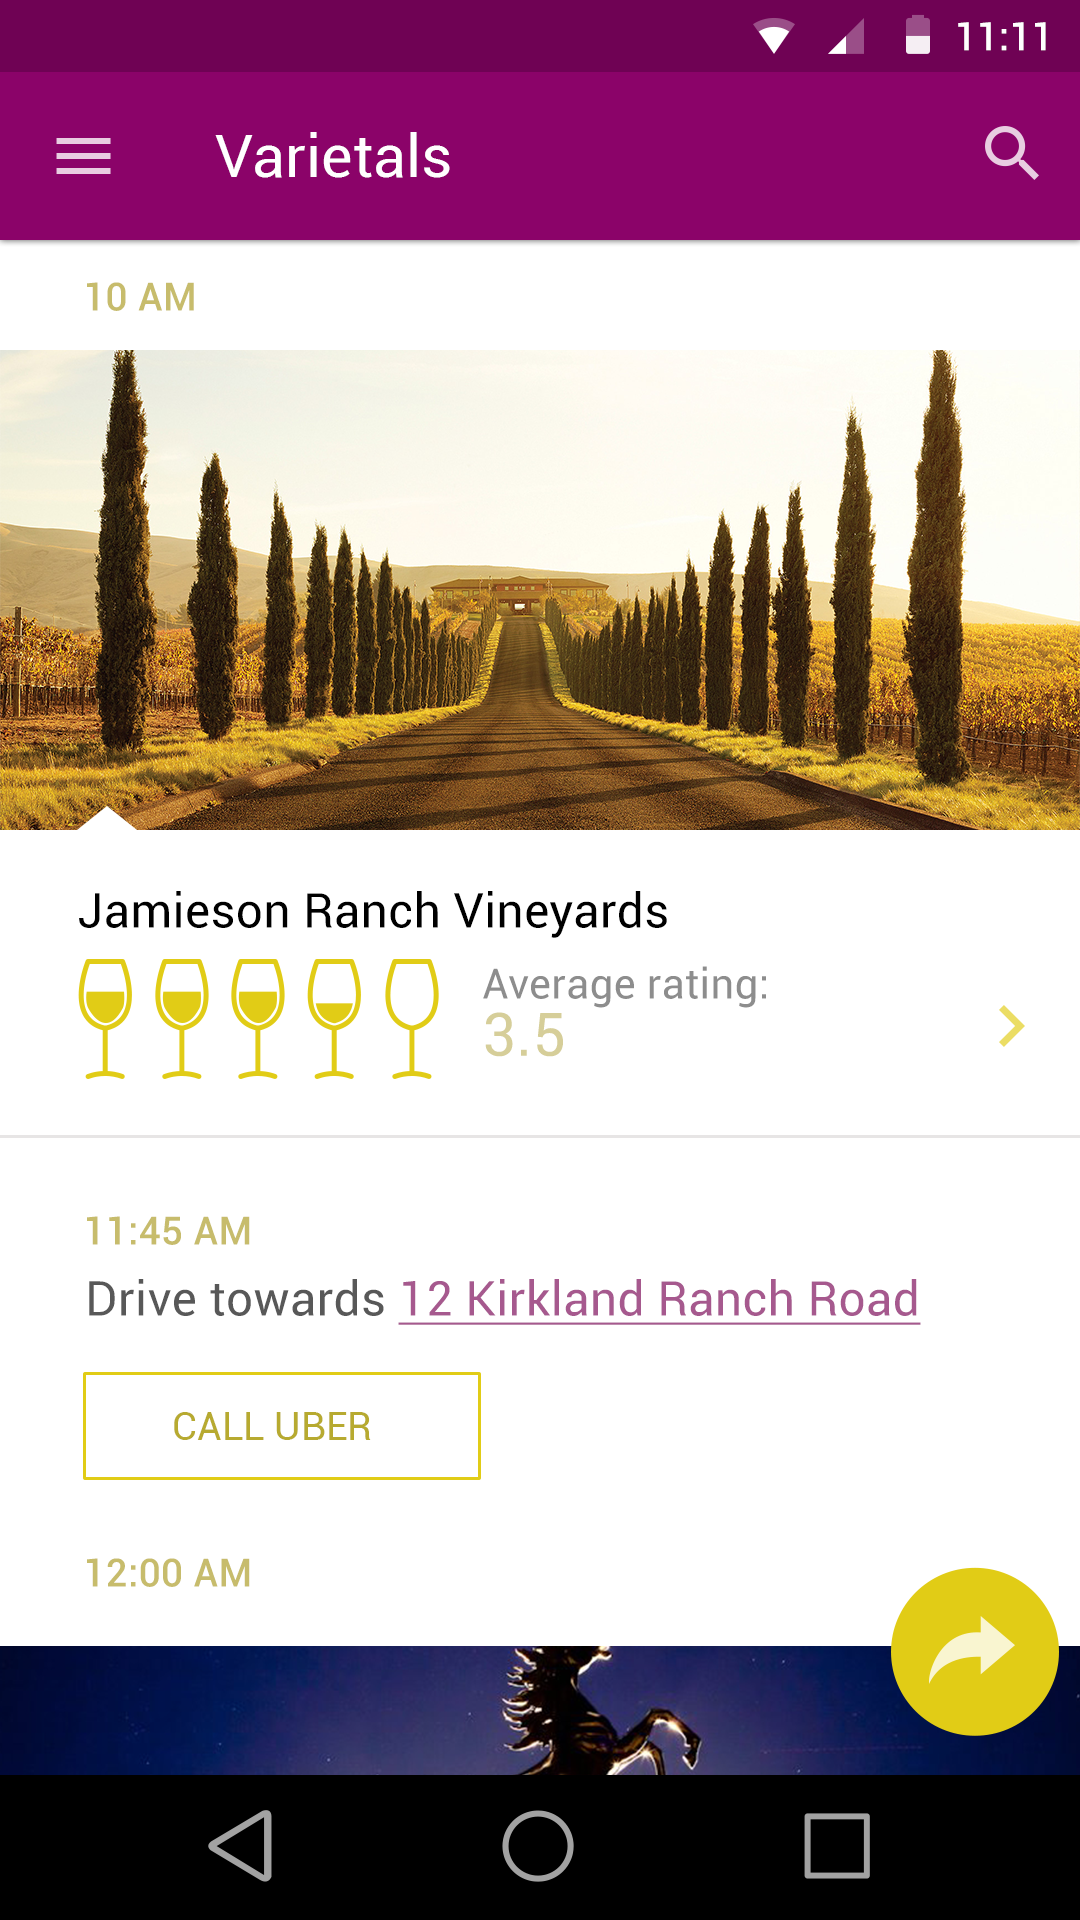 11:11
Varietals
10 AM
Jamieson Ranch Vineyards
Average rating:
3.5
11:45 AM
Drive towards 12 Kirkland Ranch Road
CALL UBER
12:00 AM